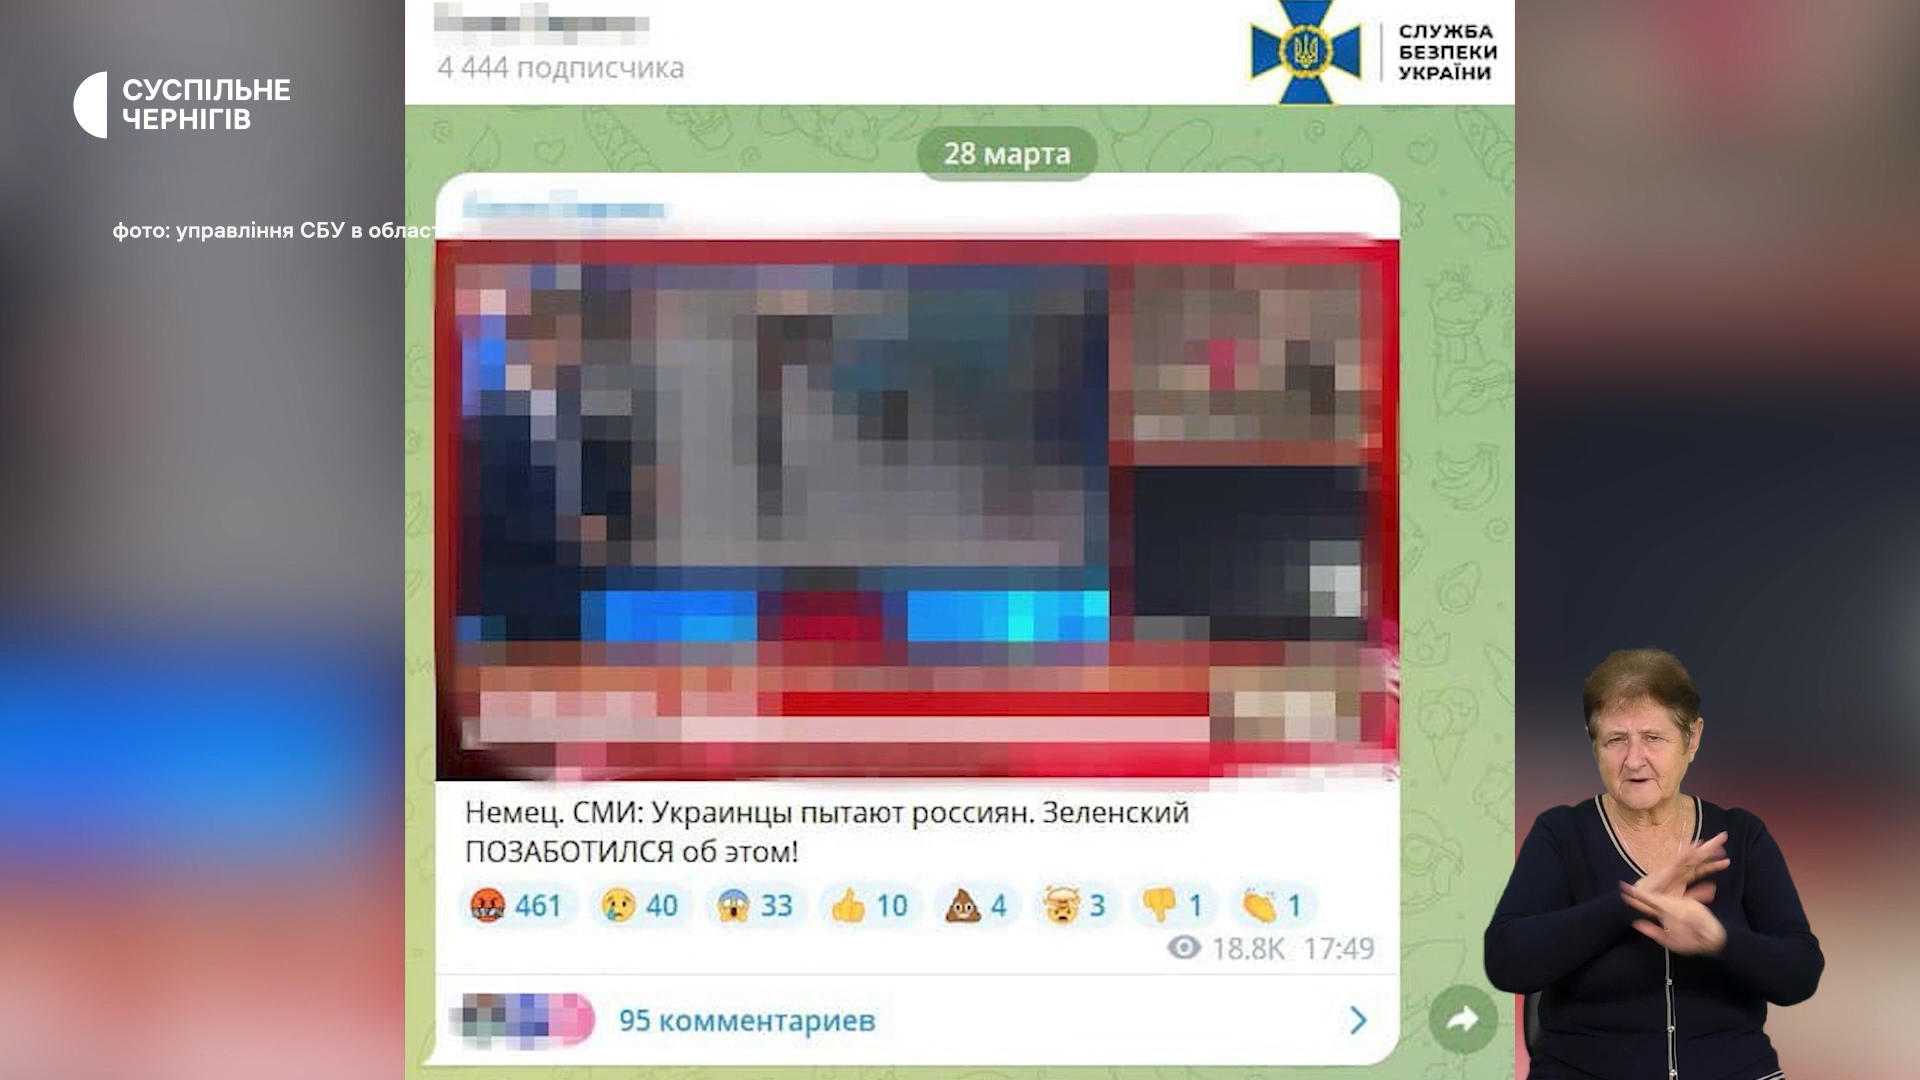 4 444 подписчика
СЛУЖБА
БЕЗПЕКИ
УКРАЇНИ
СУСПІЛЬНЕ
ЧЕРНІГІВ
28 марта
фото: управління СБУ в област
Немец. СМИ: Украинцы пытают россиян. Зеленский
ПОЗАБОТИЛСЯ об этом!
461 40 33 10 4 3 1 1
18.8K 17:49
95 комментариев